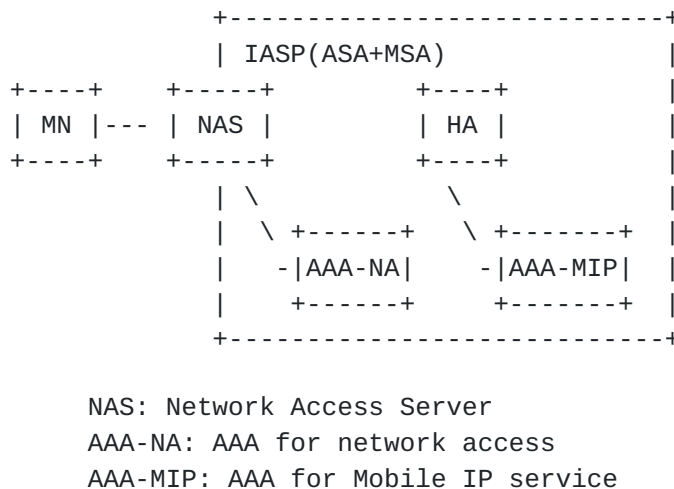 IASP(ASA+MSA)
MN --- NAS HA
AAA-NA AAA-MIP
NAS: Network Access Server
AAA-NA: AAA for network access
AAA-MIP: AAA for Mobile IP service